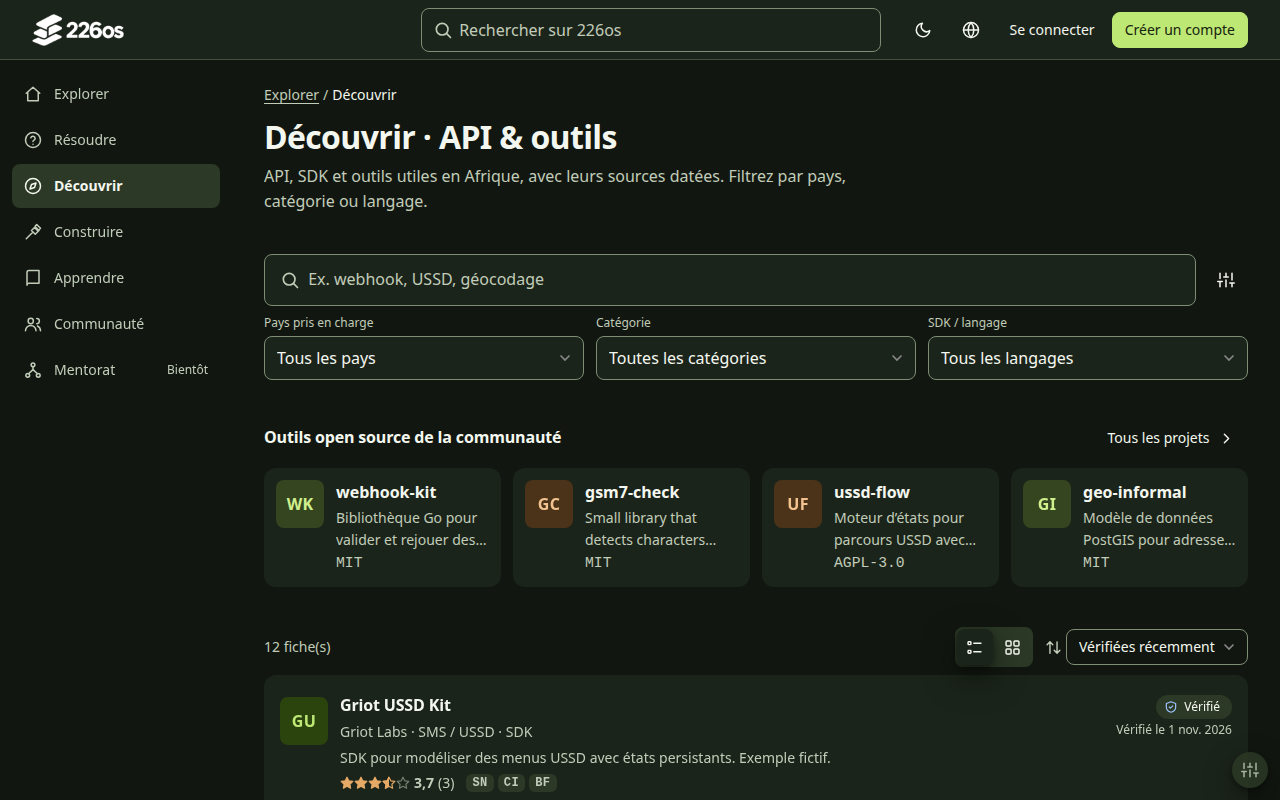 226os
Rechercher sur 226os
Se connecter
Créer un compte
Explorer
Résoudre
Découvrir
Construire
Apprendre
Communauté
Mentorat
Bientôt
Explorer / Découvrir
Découvrir · API & outils
API, SDK et outils utiles en Afrique, avec leurs sources datées. Filtrez par pays,
catégorie ou langage.
Ex. webhook, USSD, géocodage
Pays pris en charge
Tous les pays
Catégorie
Toutes les catégories
SDK / langage
Tous les langages
Outils open source de la communauté
Tous les projets
WK
webhook-kit
Bibliothèque Go pour
valider et rejouer des…
MIT
GC
gsm7-check
Small library that
detects characters…
MIT
UF
ussd-flow
Moteur d’états pour
parcours USSD avec…
AGPL-3.0
GI
geo-informal
Modèle de données
PostGIS pour adresse…
MIT
12 fiche(s)
Vérifiées récemment
GU
Griot USSD Kit
Griot Labs · SMS / USSD · SDK
SDK pour modéliser des menus USSD avec états persistants. Exemple fictif.
3,7 (3)
SN CI BF
Vérifié
Vérifié le 1 nov. 2026